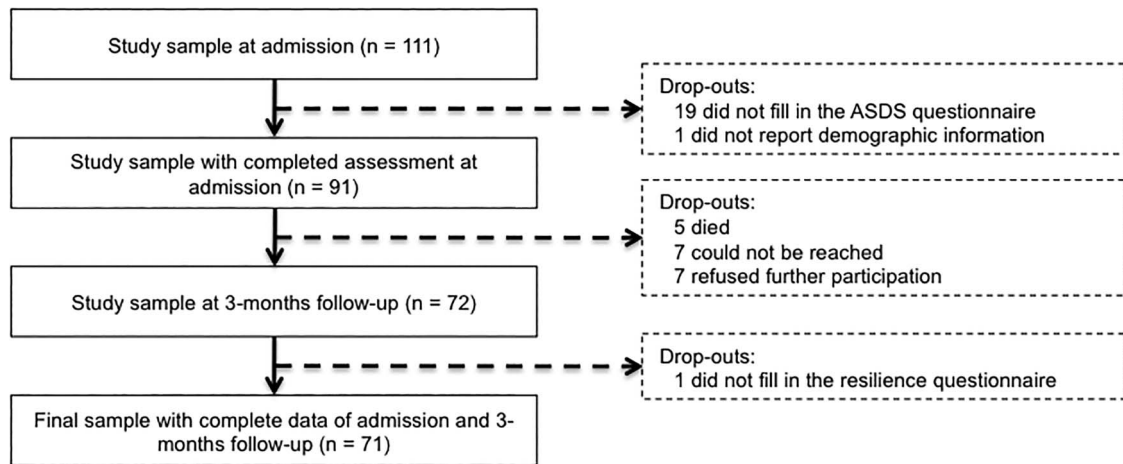 Study sample at admission (n = 111)
Drop-outs:
19 did not fill in the ASDS questionnaire
1 did not report demographic information
Study sample with completed assessment at
admission (n = 91)
Drop-outs:
5 died
7 could not be reached
7 refused further participation
Study sample at 3-months follow-up (n = 72)
Drop-outs:
1 did not fill in the resilience questionnaire
Final sample with complete data of admission and 3-
months follow-up (n = 71)